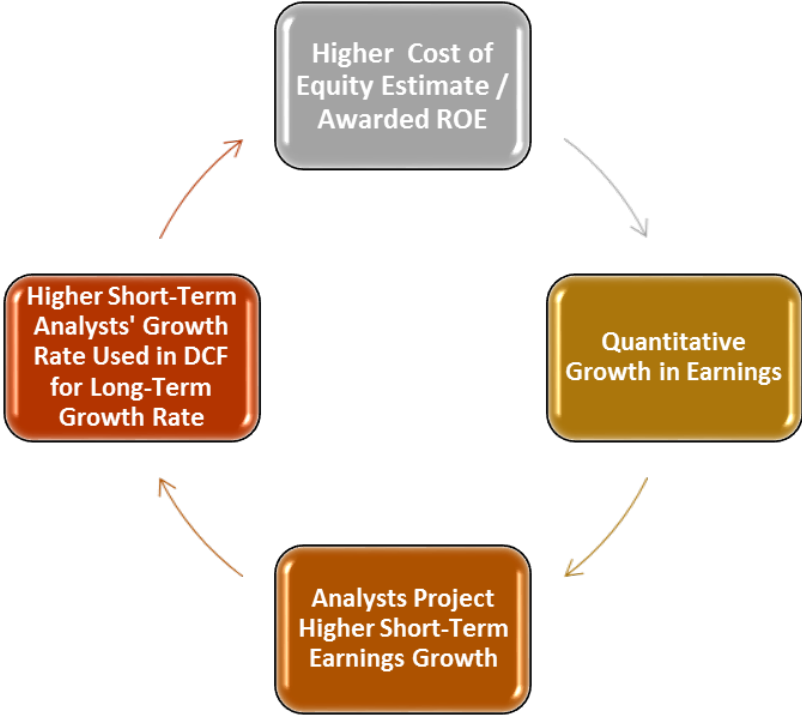 Higher Cost of
Equity Estimate /
Awarded ROE
Quantitative
Growth in Earnings
Analysts Project
Higher Short-Term
Earnings Growth
Higher Short-Term
Analysts' Growth
Rate Used in DCF
for Long-Term
Growth Rate